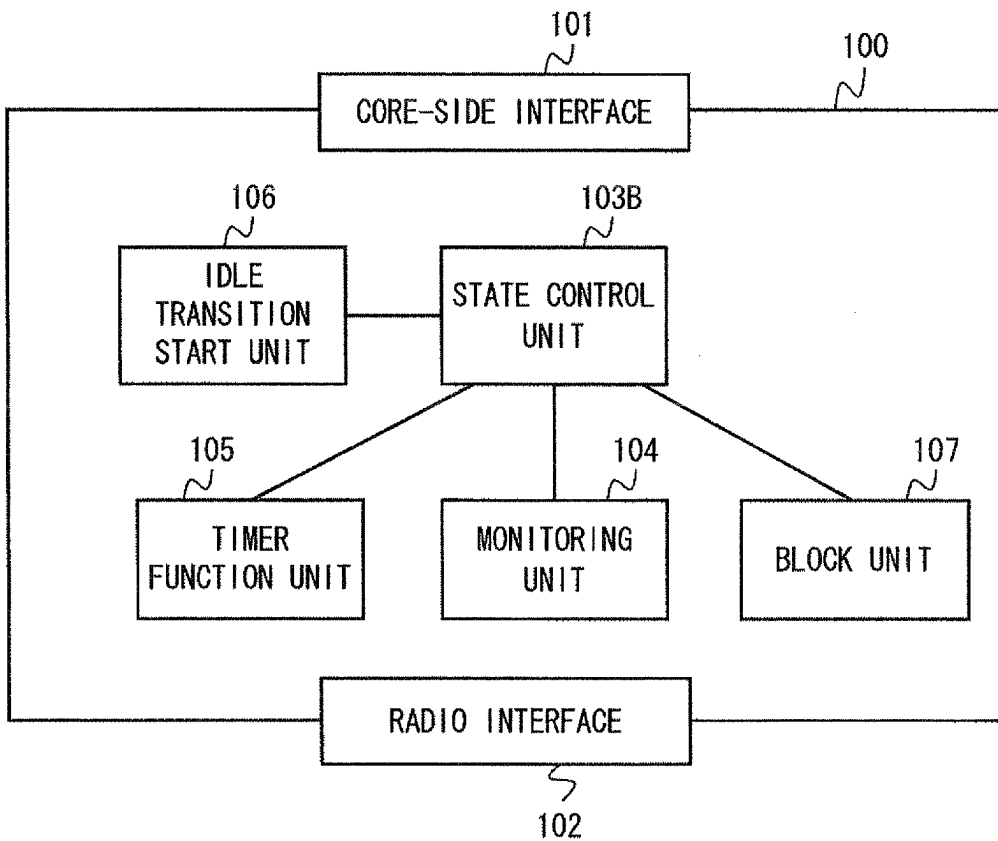 101
100
CORE-SIDE INTERFACE
106
103B
IDLE
TRANSITION
START UNIT
STATE CONTROL
UNIT
105
104
107
TIMER
FUNCTION UNIT
MONITORING
UNIT
BLOCK UNIT
RADIO INTERFACE
102